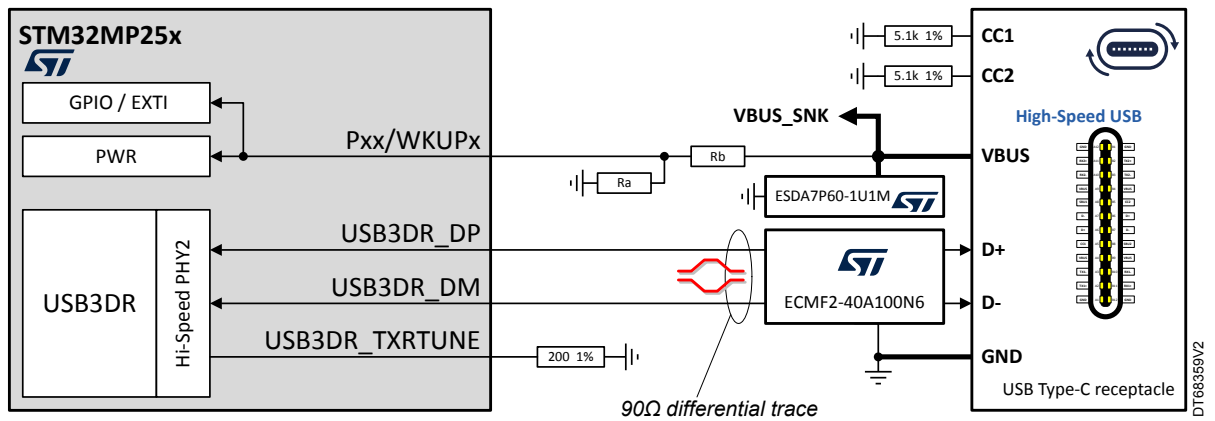 STM32MP25x
GPIO / EXTI
PWR
Pxx/WKUPx
USB3DR
Hi-Speed PHY2
USB3DR_DP
USB3DR_DM
USB3DR_TXRTUNE
200 1%
Ra
Rb
VBUS_SNK
ESDA7P60-1U1M
ST
ECMF2-40A100N6
90Ω differential trace
5.1k 1%
5.1k 1%
CC1
CC2
High-Speed USB
VBUS
D+
D-
GND
USB Type-C receptacle
DT68359V2